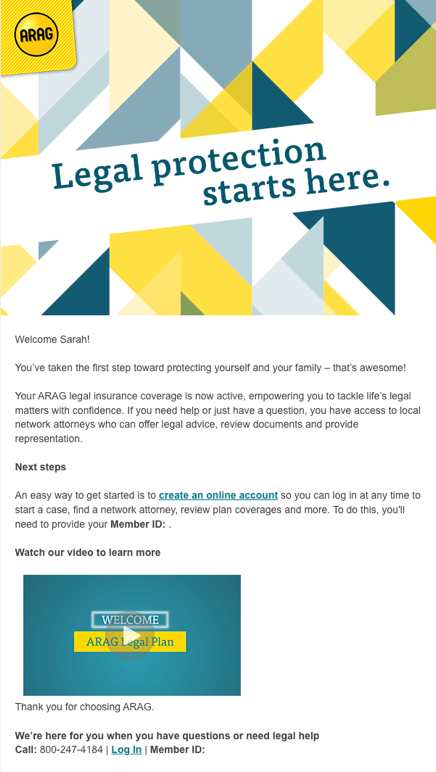 ARAG
Legal protection
starts here.
Welcome Sarah!
You've taken the first step toward protecting yourself and your family – that's awesome!
Your ARAG legal insurance coverage is now active, empowering you to tackle life's legal
matters with confidence. If you need help or just have a question, you have access to local
network attorneys who can offer legal advice, review documents and provide
representation.
Next steps
An easy way to get started is to create an online account so you can log in at any time to
start a case, find a network attorney, review plan coverages and more. To do this, you'll
need to provide your Member ID: .
Watch our video to learn more
WELCOME
ARAG Legal Plan
Thank you for choosing ARAG.
We're here for you when you have questions or need legal help
Call: 800-247-4184 | Log In | Member ID: